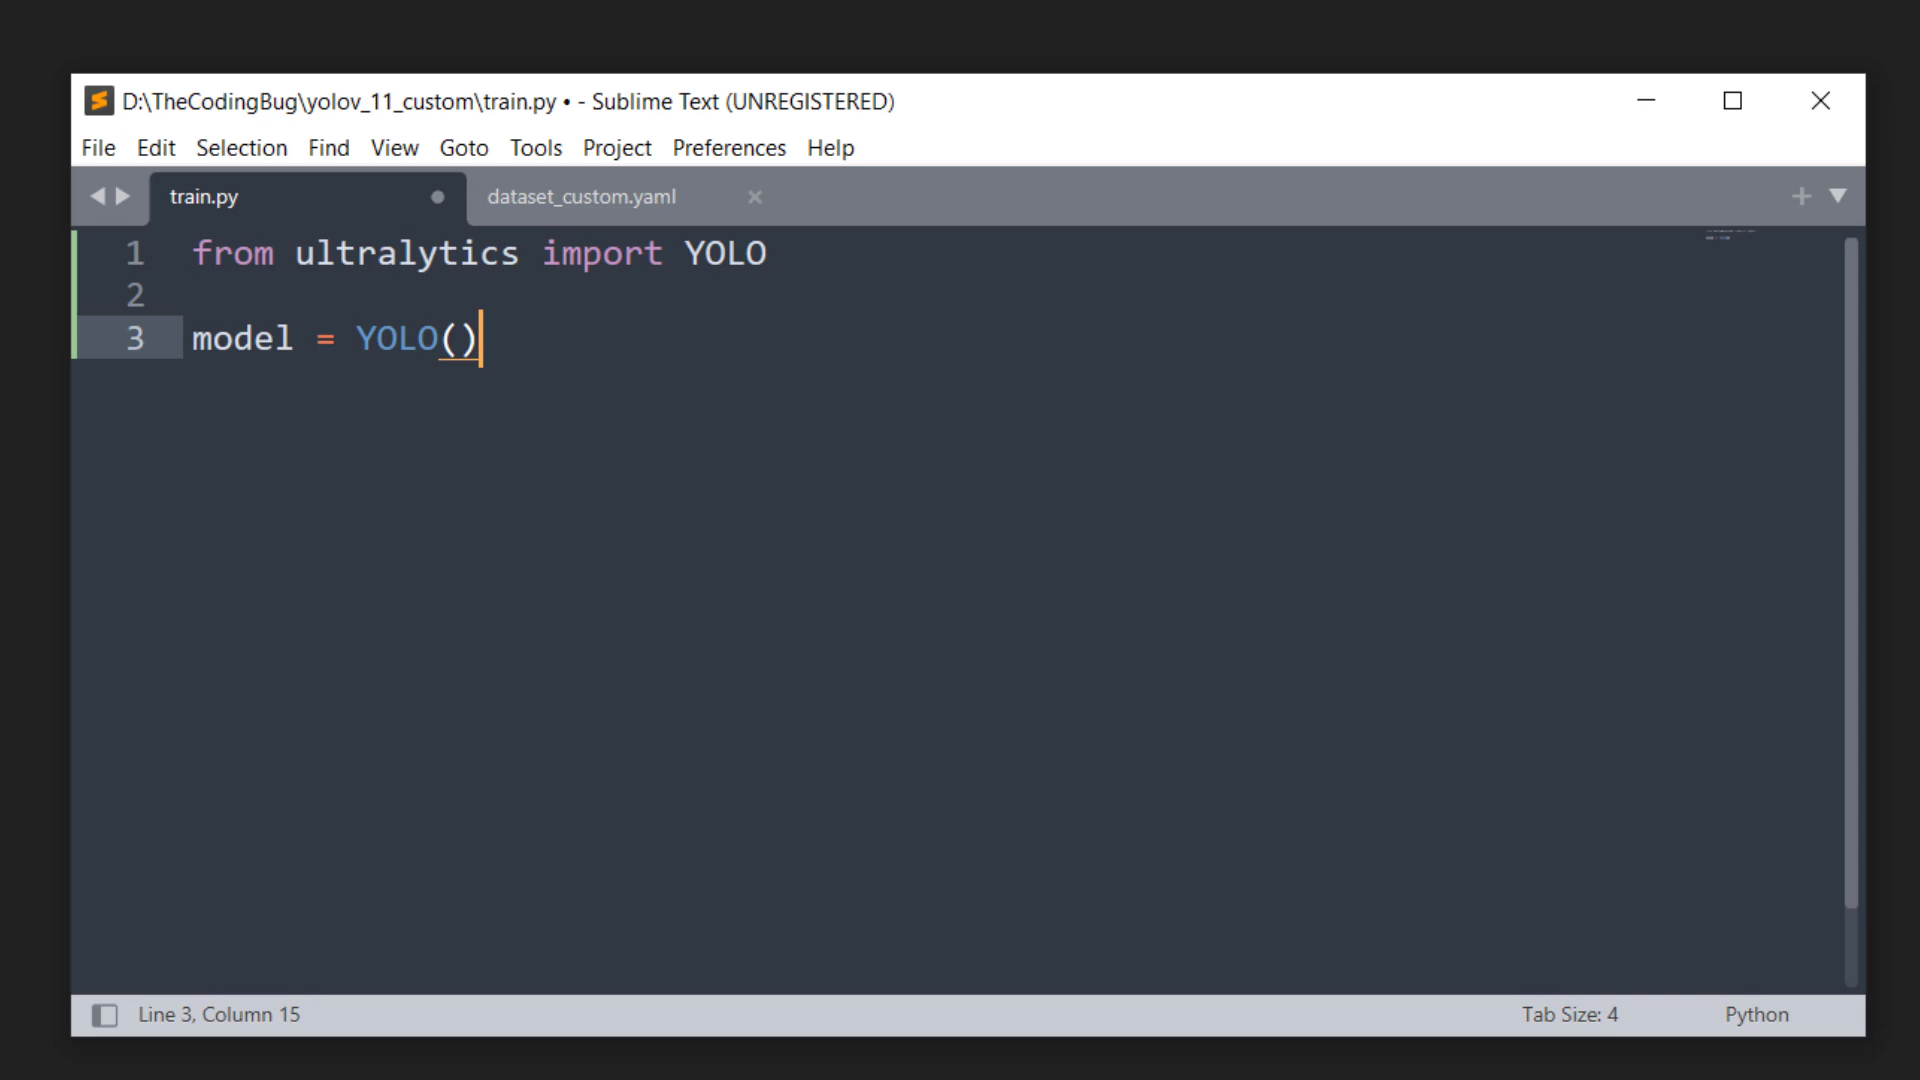 D:\TheCodingBug\yolov_11_custom\train.py • - Sublime Text (UNREGISTERED)
File Edit Selection Find View Goto Tools Project Preferences Help
train.py dataset_custom.yaml
1 from ultralytics import YOLO
2
3 model = YOLO()
Line 3, Column 15 Tab Size: 4 Python